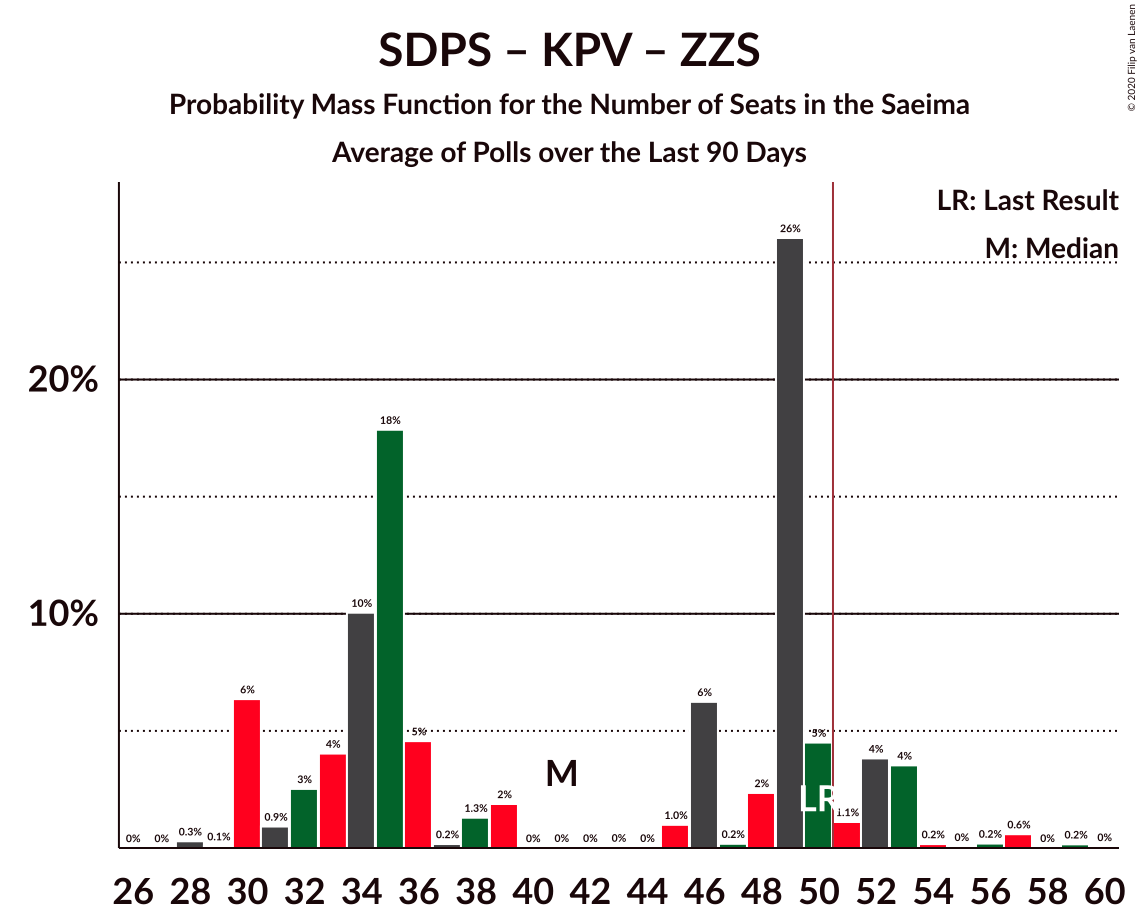 SDPS – KPV – ZZS
Probability Mass Function for the Number of Seats in the Saeima
Average of Polls over the Last 90 Days
© 2020 Filip van Laenen
LR: Last Result
M: Median
20%
10%
0% 0% 0.3% 0.1% 6% 0.9% 3% 4% 10% 18% 5% 0.2% 1.3% 2% 0% 0% 0% 0% 0% 1.0% 6% 0.2% 2% 26% 5% 1.1% 4% 4% 0.2% 0% 0.2% 0.6% 0% 0.2% 0%
M
LR
26 28 30 32 34 36 38 40 42 44 46 48 50 52 54 56 58 60